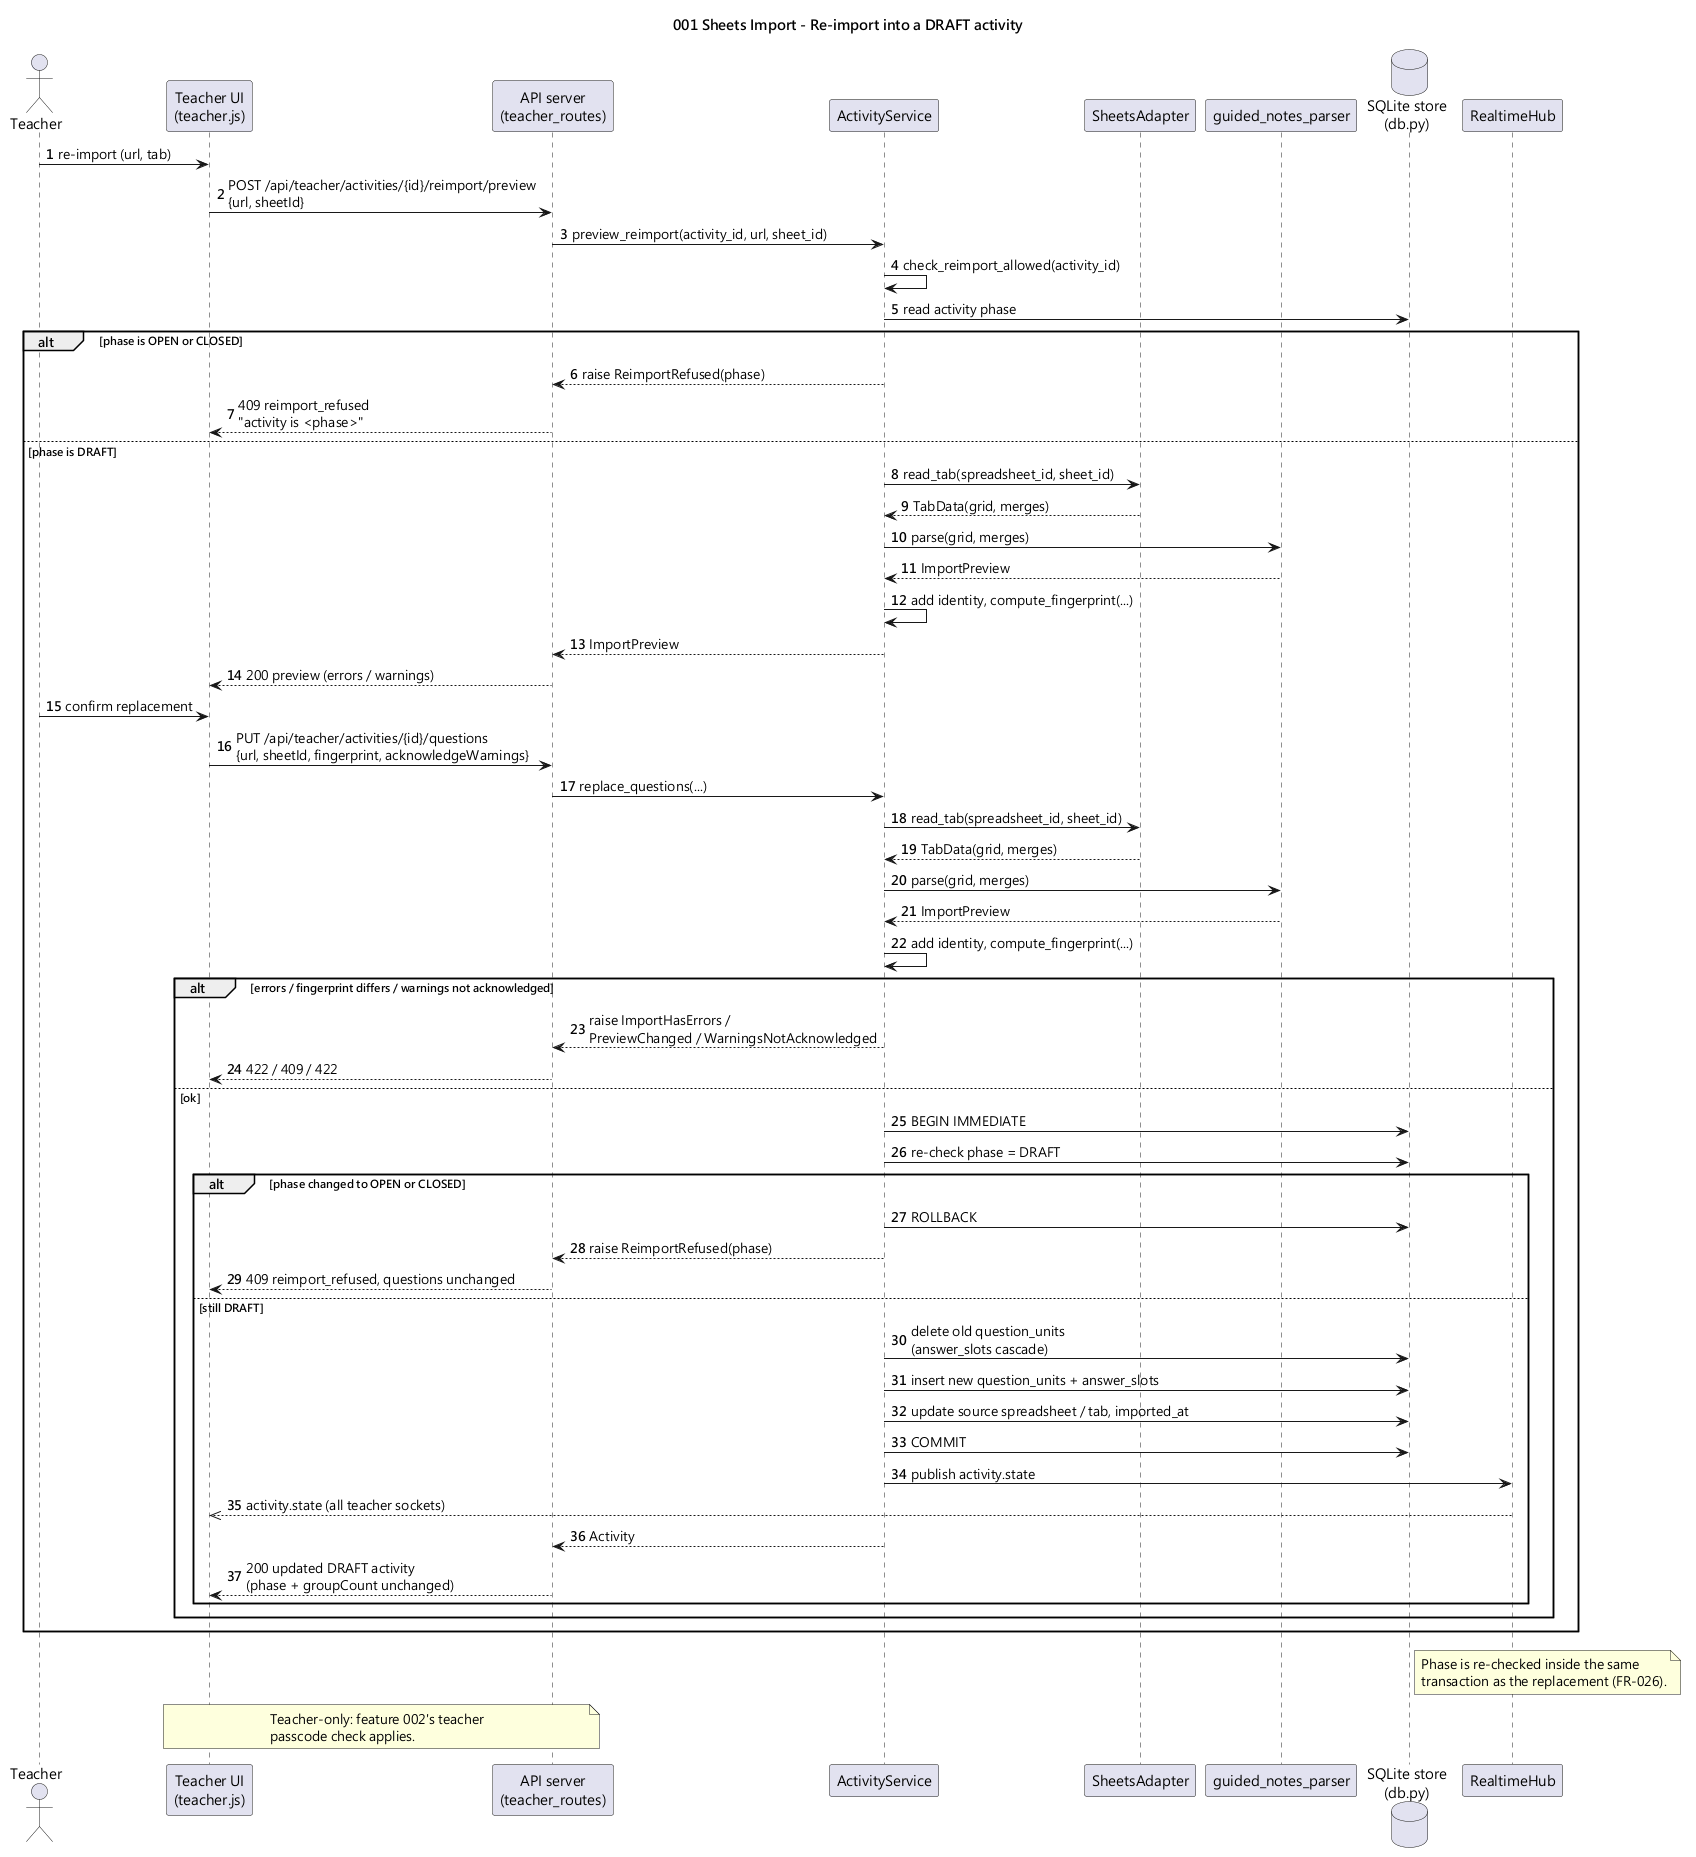 001 Sheets Import - Re-import into a DRAFT activity
Teacher
Teacher UI
(teacher.js)
API server
(teacher_routes)
ActivityService
SheetsAdapter
guided_notes_parser
SQLite store
(db.py)
RealtimeHub
1 re-import (url, tab)
2 POST /api/teacher/activities/{id}/reimport/preview
{url, sheetId}
3 preview_reimport(activity_id, url, sheet_id)
4 check_reimport_allowed(activity_id)
5 read activity phase
alt [phase is OPEN or CLOSED]
6 raise ReimportRefused(phase)
7 409 reimport_refused
"activity is <phase>"
[phase is DRAFT]
8 read_tab(spreadsheet_id, sheet_id)
9 TabData(grid, merges)
10 parse(grid, merges)
11 ImportPreview
12 add identity, compute_fingerprint(...)
13 ImportPreview
14 200 preview (errors / warnings)
15 confirm replacement
16 PUT /api/teacher/activities/{id}/questions
{url, sheetId, fingerprint, acknowledgeWarnings}
17 replace_questions(...)
18 read_tab(spreadsheet_id, sheet_id)
19 TabData(grid, merges)
20 parse(grid, merges)
21 ImportPreview
22 add identity, compute_fingerprint(...)
alt [errors / fingerprint differs / warnings not acknowledged]
23 raise ImportHasErrors /
PreviewChanged / WarningsNotAcknowledged
24 422 / 409 / 422
[ok]
25 BEGIN IMMEDIATE
26 re-check phase = DRAFT
alt [phase changed to OPEN or CLOSED]
27 ROLLBACK
28 raise ReimportRefused(phase)
29 409 reimport_refused, questions unchanged
[still DRAFT]
30 delete old question_units
(answer_slots cascade)
31 insert new question_units + answer_slots
32 update source spreadsheet / tab, imported_at
33 COMMIT
34 publish activity.state
35 activity.state (all teacher sockets)
36 Activity
37 200 updated DRAFT activity
(phase + groupCount unchanged)
Phase is re-checked inside the same
transaction as the replacement (FR-026).
Teacher-only: feature 002's teacher
passcode check applies.
Teacher
Teacher UI
(teacher.js)
API server
(teacher_routes)
ActivityService
SheetsAdapter
guided_notes_parser
SQLite store
(db.py)
RealtimeHub